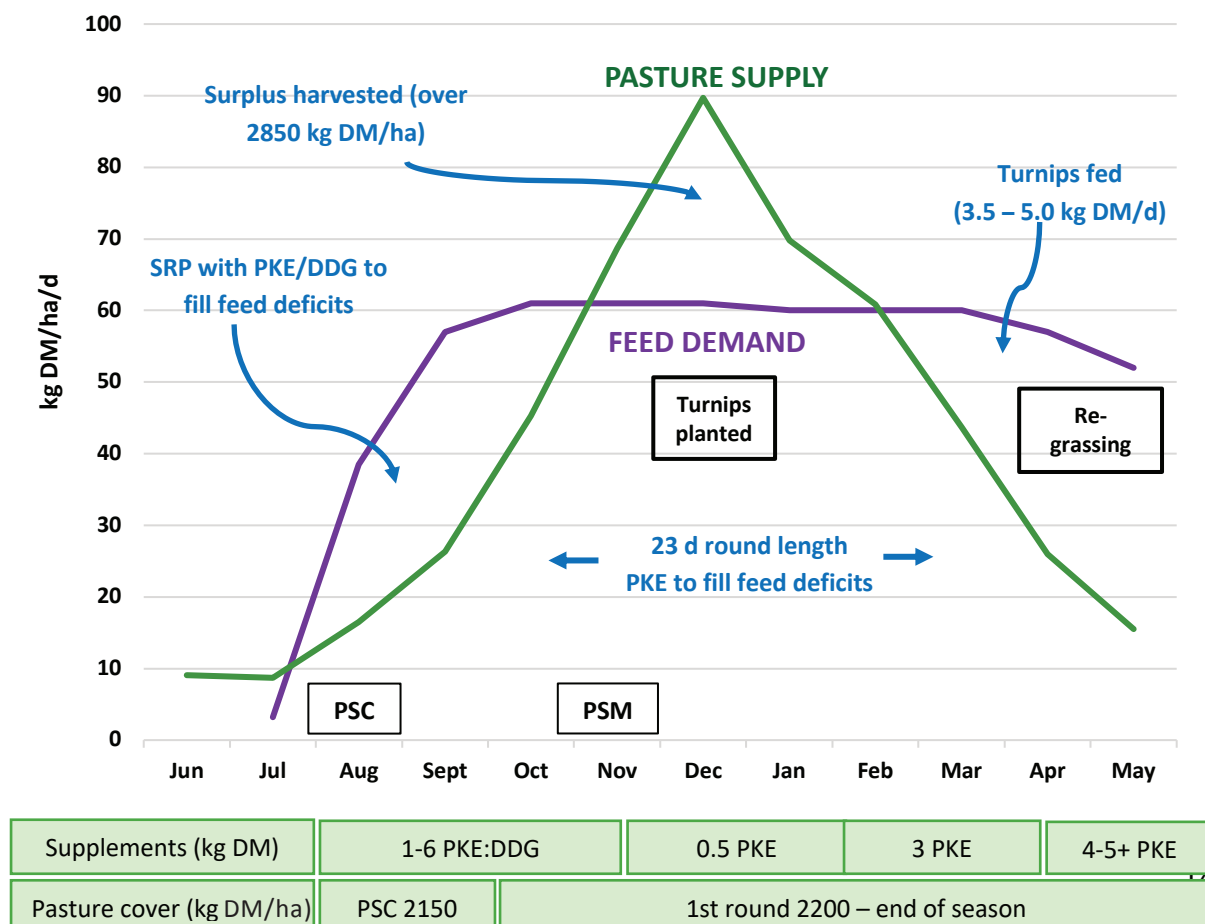 100
90
80
70
60
50
40
30
20
10
0
kg DM/ha/d
PASTURE SUPPLY
Surplus harvested (over
2850 kg DM/ha)
Turnips fed
(3.5 – 5.0 kg DM/d)
SRP with PKE/DDG to
fill feed deficits
FEED DEMAND
Turnips
planted
Re-
grassing
23 d round length
PKE to fill feed deficits
PSC
PSM
Jun Jul Aug Sept Oct Nov Dec Jan Feb Mar Apr May
Supplements (kg DM) 1-6 PKE:DDG 0.5 PKE 3 PKE 4-5+ PKE
Pasture cover (kg DM/ha) PSC 2150 1st round 2200 – end of season